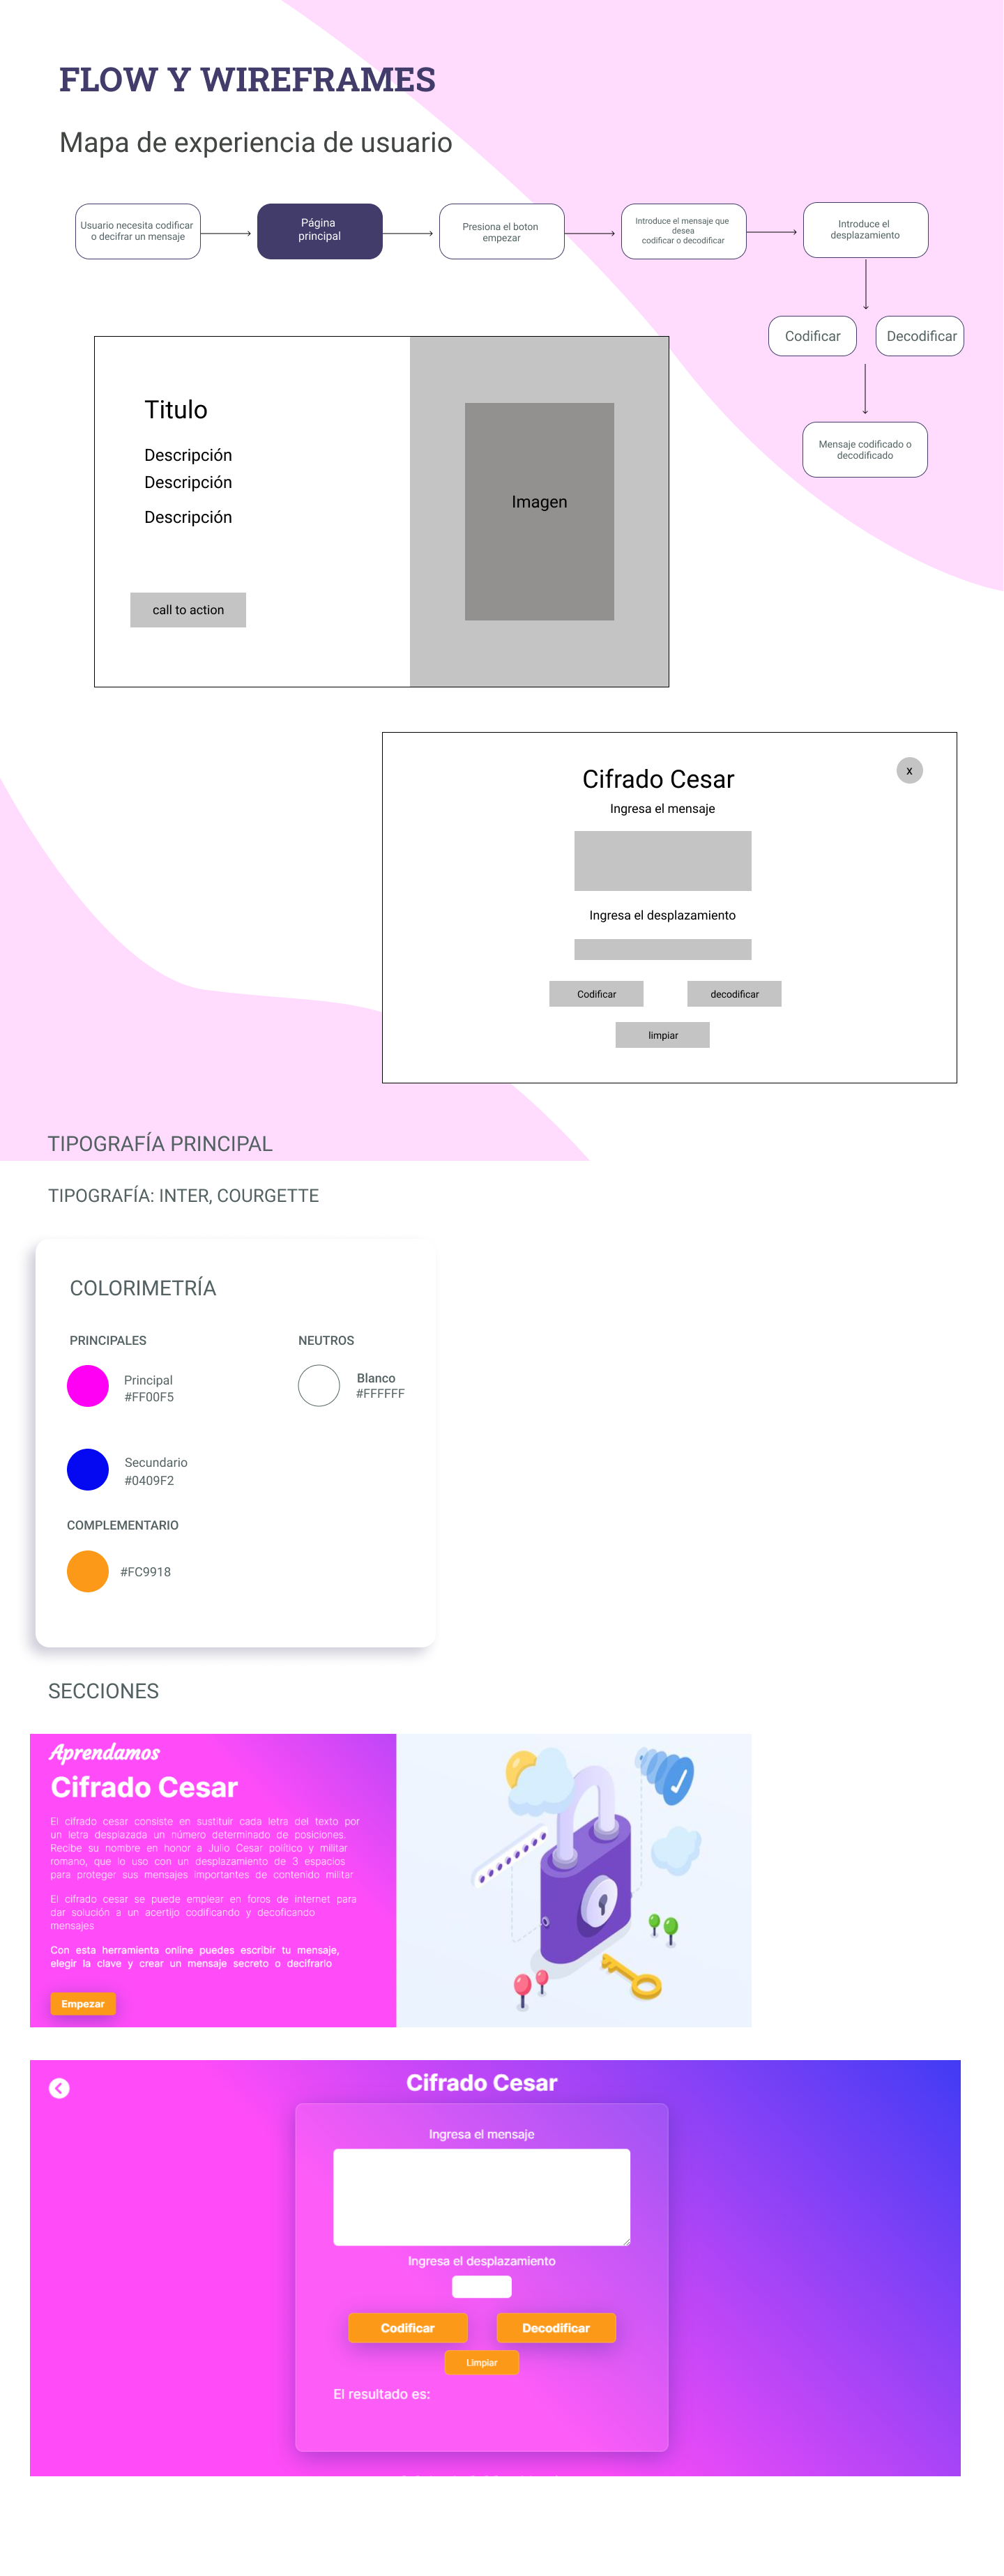 FLOW Y WIREFRAMES
Mapa de experiencia de usuario
Usuario necesita codificar
o decifrar un mensaje
Página
principal
Presiona el boton
empezar
Introduce el mensaje que
desea
codificar o decodificar
Introduce el
desplazamiento
Codificar
Decodificar
Mensaje codificado o
decodificado
Titulo
Descripción
Descripción
Descripción
call to action
Imagen
Cifrado Cesar
x
Ingresa el mensaje
Ingresa el desplazamiento
Codificar
decodificar
limpiar
TIPOGRAFÍA PRINCIPAL
TIPOGRAFÍA: INTER, COURGETTE
COLORIMETRÍA
PRINCIPALES
NEUTROS
Principal
#FF00F5
Blanco
#FFFFFF
Secundario
#0409F2
COMPLEMENTARIO
#FC9918
SECCIONES
Aprendamos
Cifrado Cesar
El cifrado cesar consiste en sustituir cada letra del texto por
un letra desplazada un número determinado de posiciones.
Recibe su nombre en honor a Julio Cesar político y militar
romano, que lo uso con un desplazamiento de 3 espacios
para proteger sus mensajes importantes de contenido militar
El cifrado cesar se puede emplear en foros de internet para
dar solución a un acertijo codificando y decoficando
mensajes
Con esta herramienta online puedes escribir tu mensaje,
elegir la clave y crear un mensaje secreto o decifrarlo
Empezar
Cifrado Cesar
Ingresa el mensaje
Ingresa el desplazamiento
Codificar
Decodificar
Limpiar
El resultado es: